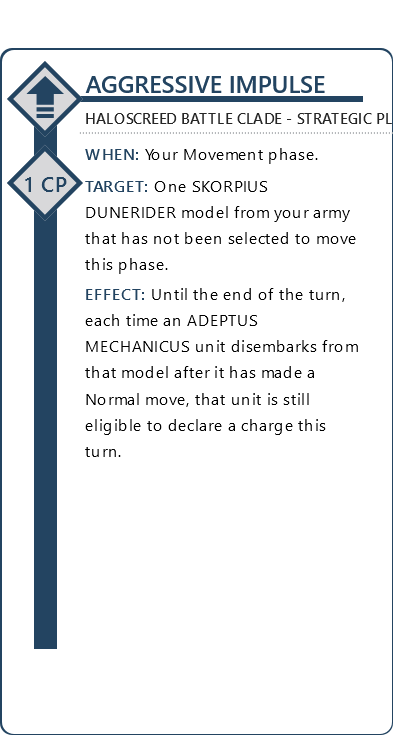 AGGRESSIVE IMPULSE
HALOSCREED BATTLE CLADE - STRATEGIC PL
1 CP
WHEN: Your Movement phase.
TARGET: One SKORPIUS
DUNERIDER model from your army
that has not been selected to move
this phase.
EFFECT: Until the end of the turn,
each time an ADEPTUS
MECHANICUS unit disembarks from
that model after it has made a
Normal move, that unit is still
eligible to declare a charge this
turn.